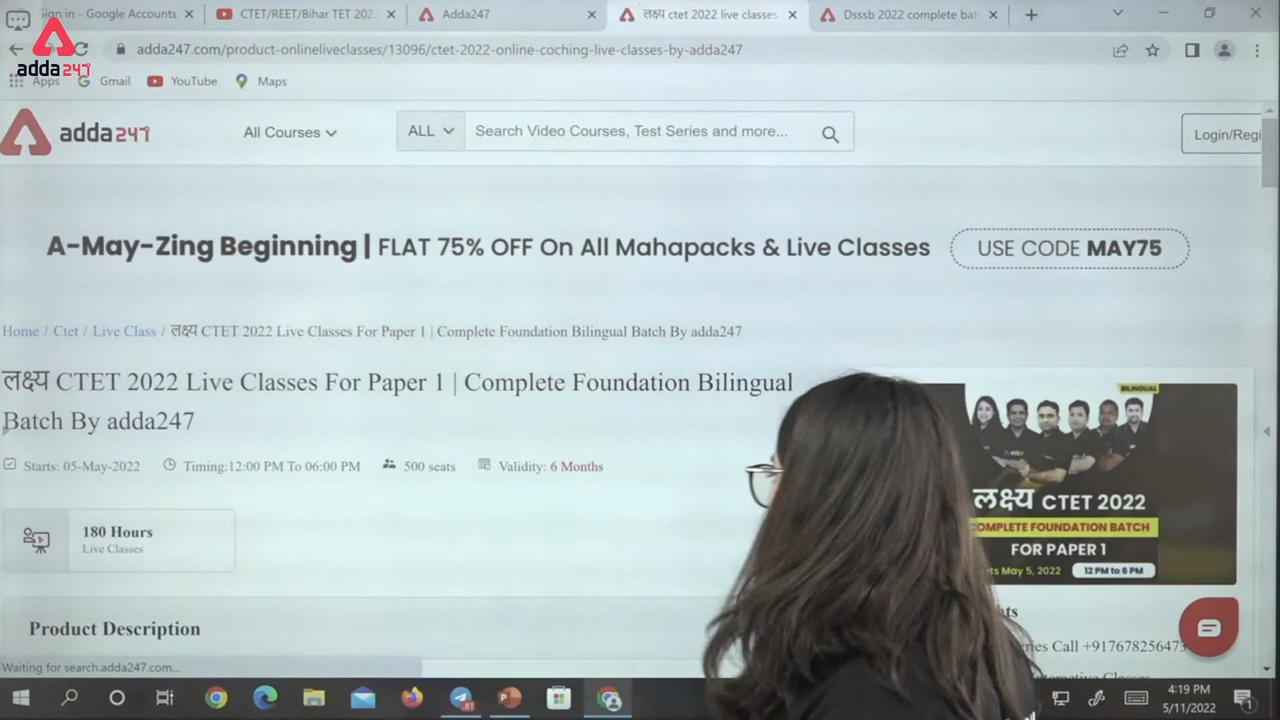 Sign in - Google Accounts
CTET/REET/Bihar TET 202
Adda247
लक्ष्य ctet 2022 live classes
Dsssb 2022 complete bat
adda247.com/product-onlineliveclasses/13096/ctet-2022-online-coching-live-classes-by-adda247
adda247
Apps
Gmail
YouTube
Maps
adda247
All Courses
ALL
Search Video Courses, Test Series and more...
Login/Regi
A-May-Zing Beginning | FLAT 75% OFF On All Mahapacks & Live Classes
USE CODE MAY75
Home / Ctet / Live Class / लक्ष्य CTET 2022 Live Classes For Paper 1 | Complete Foundation Bilingual Batch By adda247
लक्ष्य CTET 2022 Live Classes For Paper 1 | Complete Foundation Bilingual
Batch By adda247
Starts: 05-May-2022
Timing:12:00 PM To 06:00 PM
500 seats
Validity: 6 Months
BILINGUAL
लक्ष्य CTET 2022
COMPLETE FOUNDATION BATCH
FOR PAPER 1
May 5, 2022
12 PM to 6 PM
180 Hours
Live Classes
Product Description
Call +917678256473
Waiting for search.adda247.com...
81
4:19 PM
5/11/2022
1